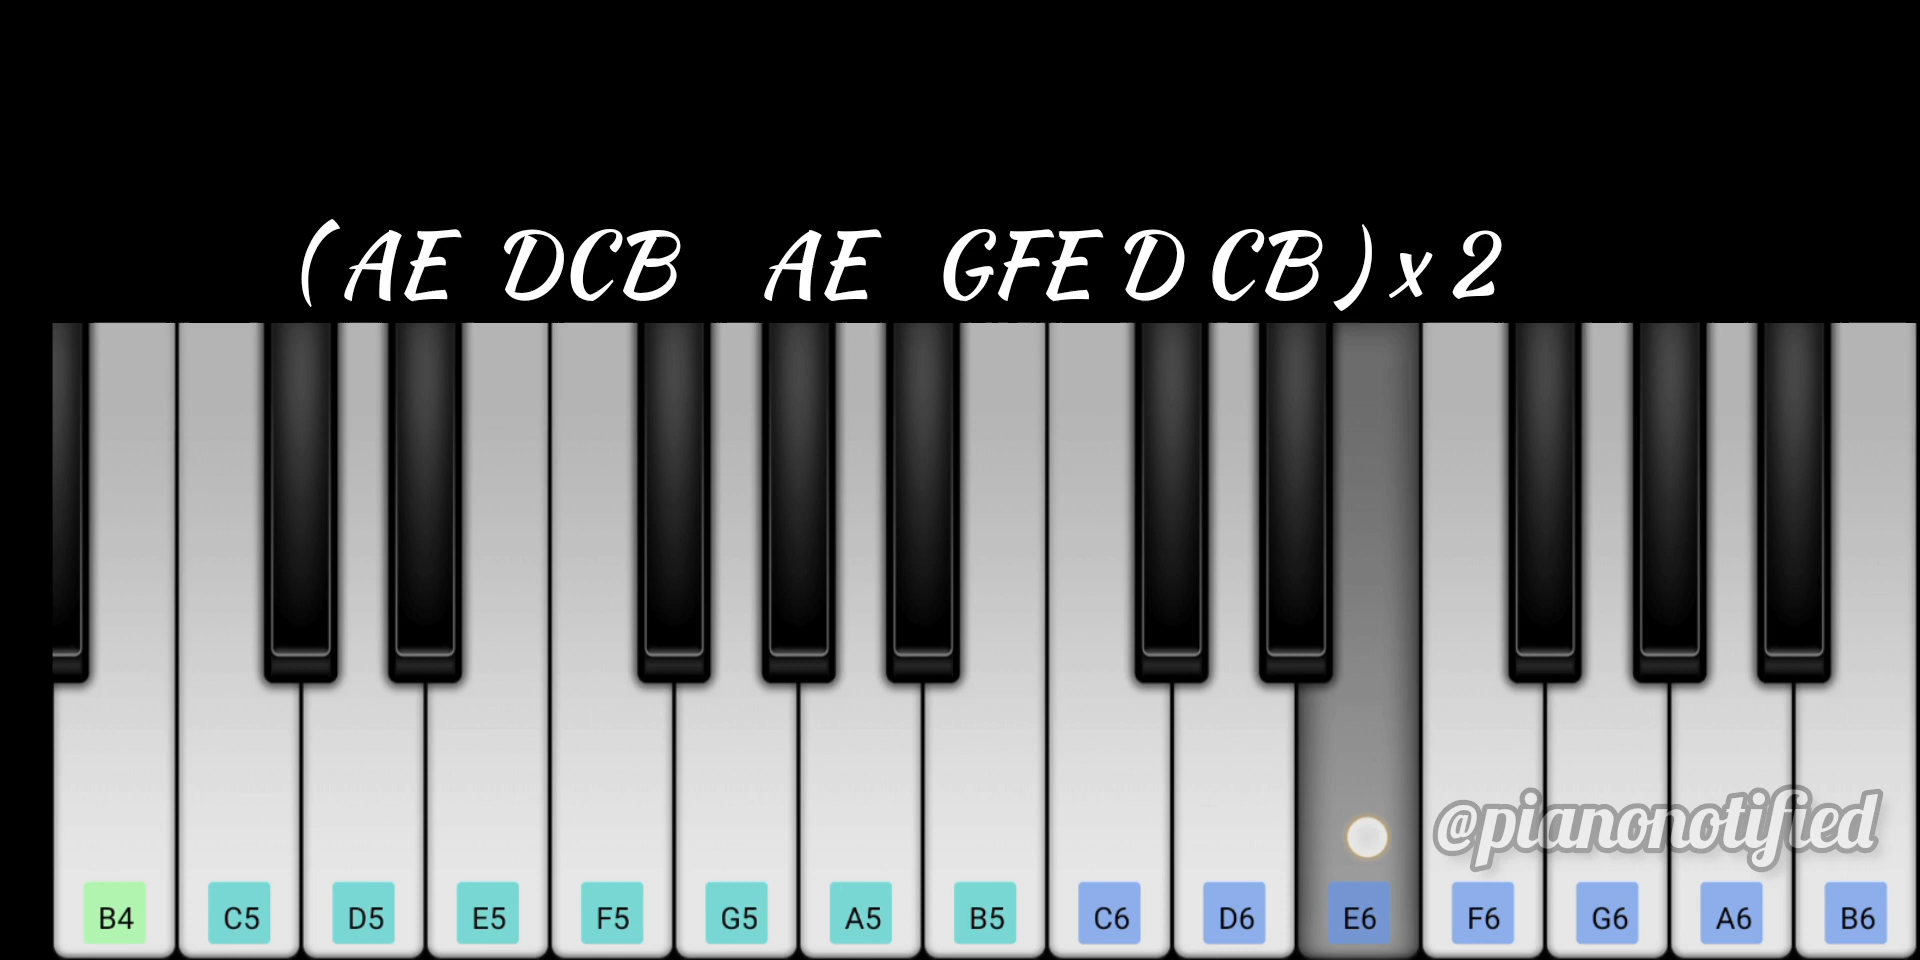 (AE DCB AE GFE D CB) x 2
@pianonotified
B4 C5 D5 E5 F5 G5 A5 B5 C6 D6 E6 F6 G6 A6 B6